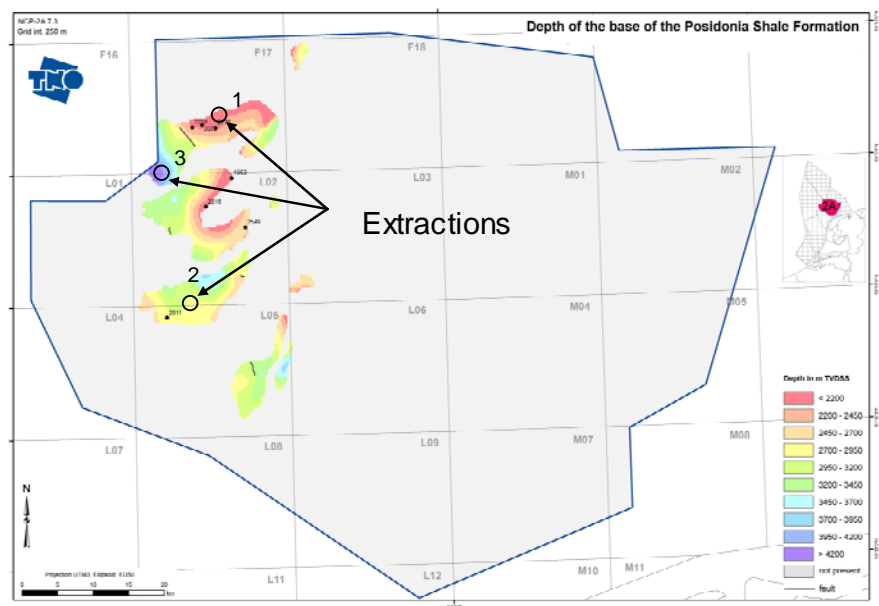 NCP-2A 7.3
Grid int. 250 m
Depth of the base of the Posidonia Shale Formation
TNO
F16
F17
F18
1
3
2
Extractions
L01
L02
L03
M01
M02
L04
L05
L06
M04
M05
L07
L08
L09
M07
M08
L11
L12
M10
M11
2A
N
Depth in m TVDSS
< 2200
2200 - 2450
2450 - 2700
2700 - 2950
2950 - 3200
3200 - 3450
3450 - 3700
3700 - 3950
3950 - 4200
> 4200
not present
fault
0 5 10 15 20
km